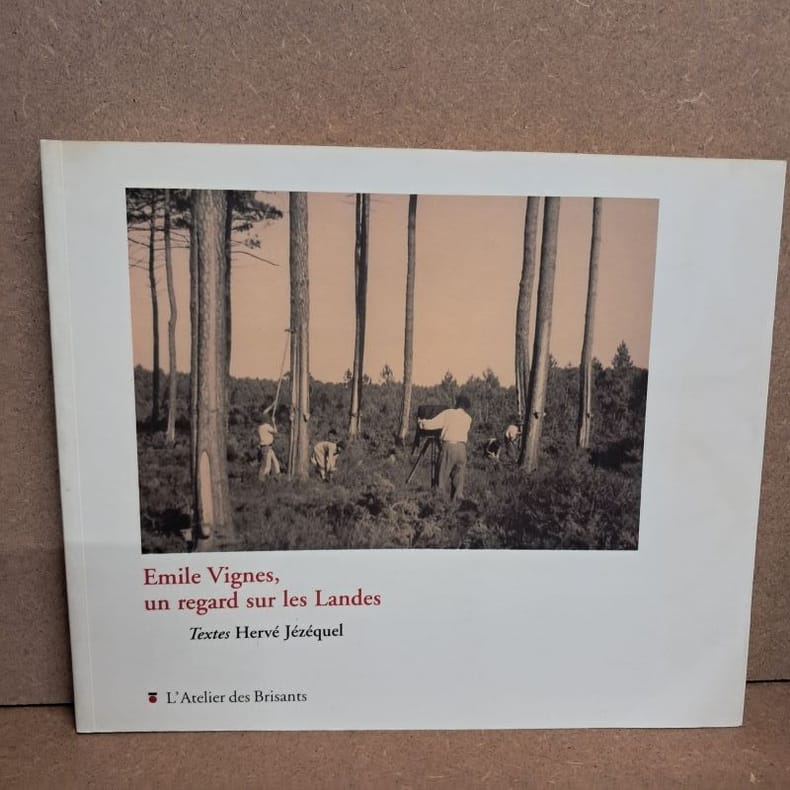 Emile Vignes,
un regard sur les Landes
Textes Hervé Jézéquel
L'Atelier des Brisants